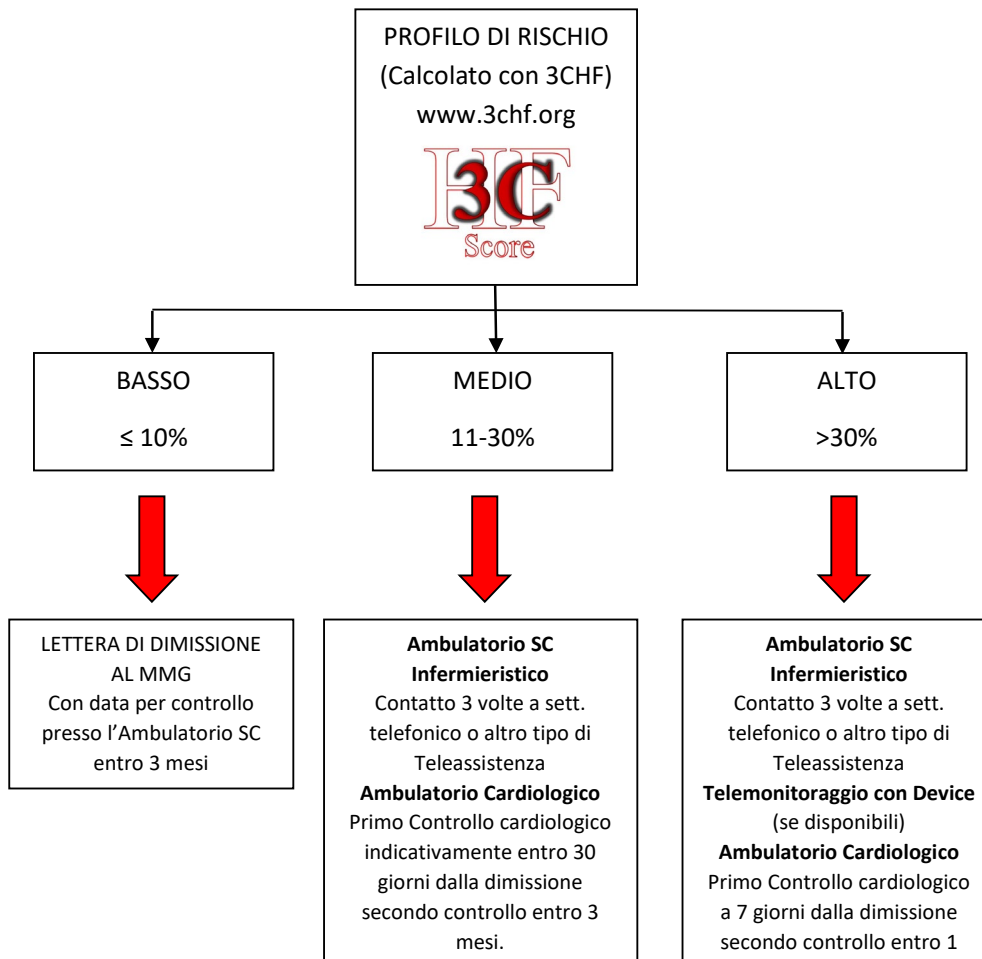 PROFILO DI RISCHIO
(Calcolato con 3CHF)
www.3chf.org
HF
3C
Score
BASSO
≤ 10%
MEDIO
11-30%
ALTO
>30%
LETTERA DI DIMISSIONE
AL MMG
Con data per controllo
presso l’Ambulatorio SC
entro 3 mesi
Ambulatorio SC
Infermieristico
Contatto 3 volte a sett.
telefonico o altro tipo di
Teleassistenza
Ambulatorio Cardiologico
Primo Controllo cardiologico
indicativamente entro 30
giorni dalla dimissione
secondo controllo entro 3
mesi.
Ambulatorio SC
Infermieristico
Contatto 3 volte a sett.
telefonico o altro tipo di
Teleassistenza
Telemonitoraggio con Device
(se disponibili)
Ambulatorio Cardiologico
Primo Controllo cardiologico
a 7 giorni dalla dimissione
secondo controllo entro 1